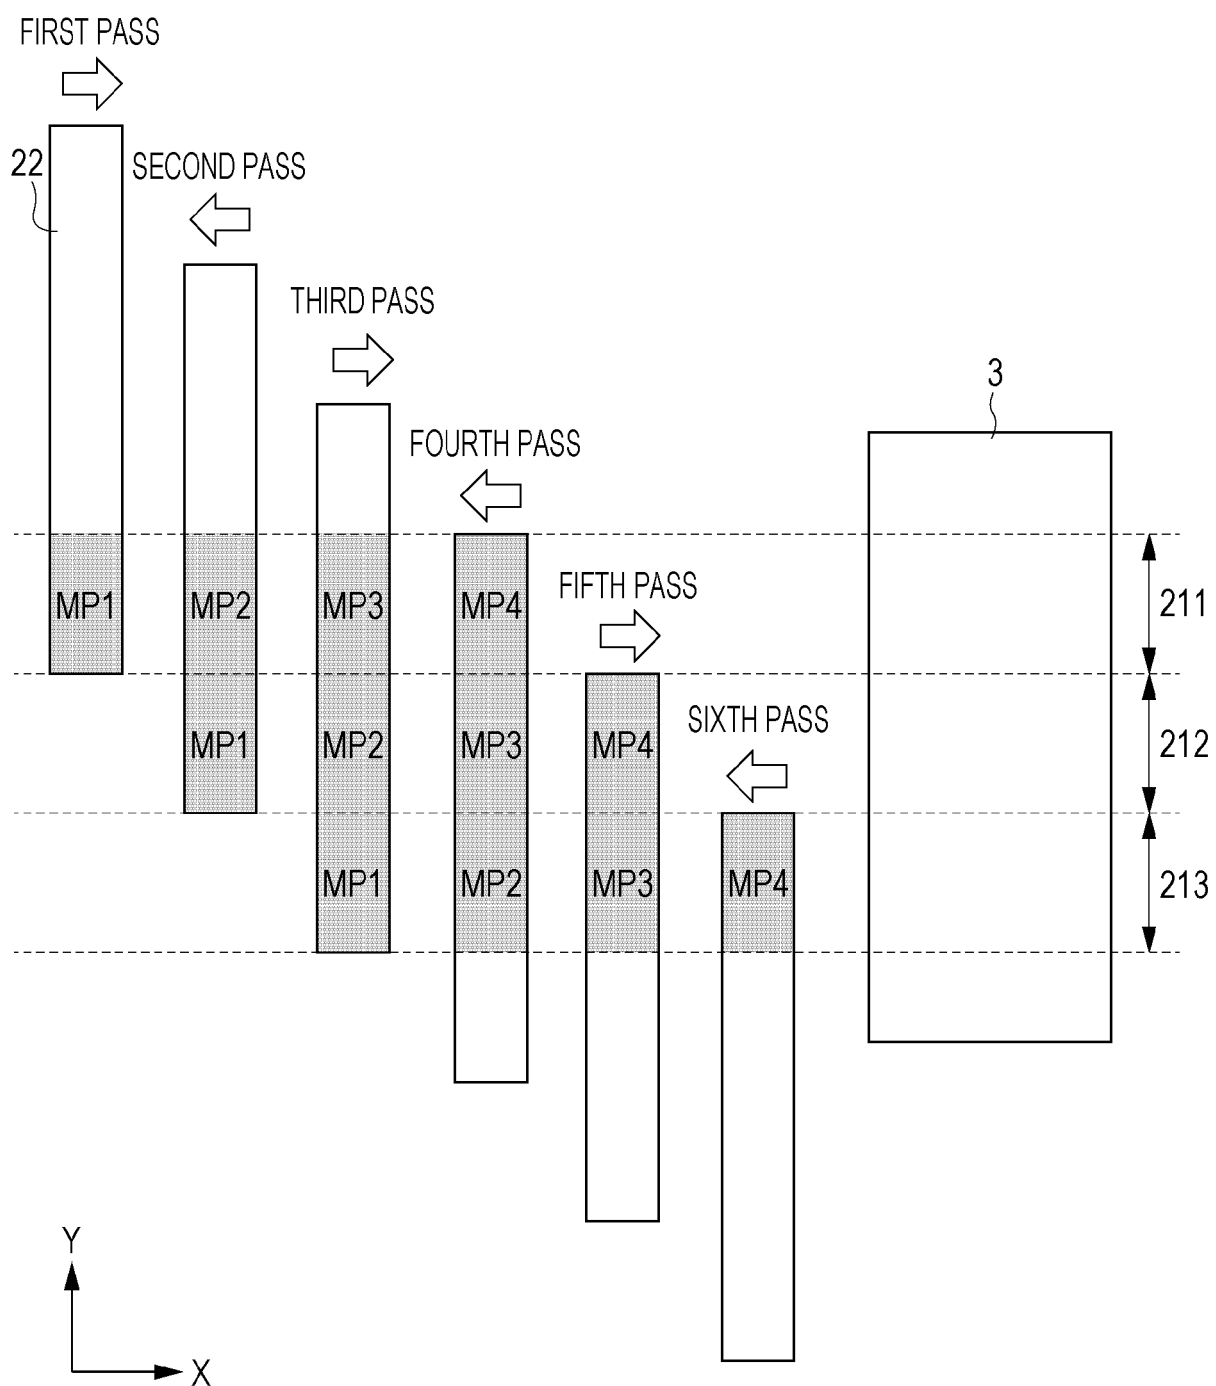 FIRST PASS
22
SECOND PASS
THIRD PASS
3
FOURTH PASS
MP1 MP2 MP3 MP4 FIFTH PASS 211
SIXTH PASS
MP1 MP2 MP3 MP4 212
MP1 MP2 MP3 MP4 213
Y
X